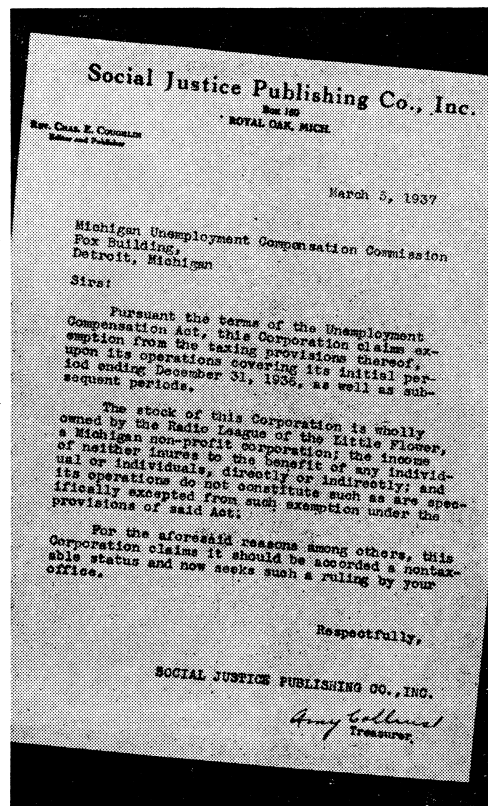 Social Justice Publishing Co., Inc.
Box 150
ROYAL OAK, MICH.
REV. CHAS. E. COUGHLIN
Editor and Publisher
March 5, 1937
Michigan Unemployment Compensation Commission
Fox Building,
Detroit, Michigan
Sirs:
Pursuant the terms of the Unemployment
Compensation Act, this Corporation claims ex-
emption from the taxing provisions thereof,
upon its operations covering its initial per-
iod ending December 31, 1936, as well as sub-
sequent periods.
The stock of this Corporation is wholly
owned by the Radio League of the Little Flower,
a Michigan non-profit corporation; the income
of neither inures to the benefit of any individ-
ual or individuals, directly or indirectly; and
its operations do not constitute such as are spec-
ifically excepted from such exemption under the
provisions of said Act.
For the aforesaid reasons among others, this
Corporation claims it should be accorded a nontax-
able status and now seeks such a ruling by your
office.
Respectfully,
SOCIAL JUSTICE PUBLISHING CO., INC.
Amy Collins
Treasurer